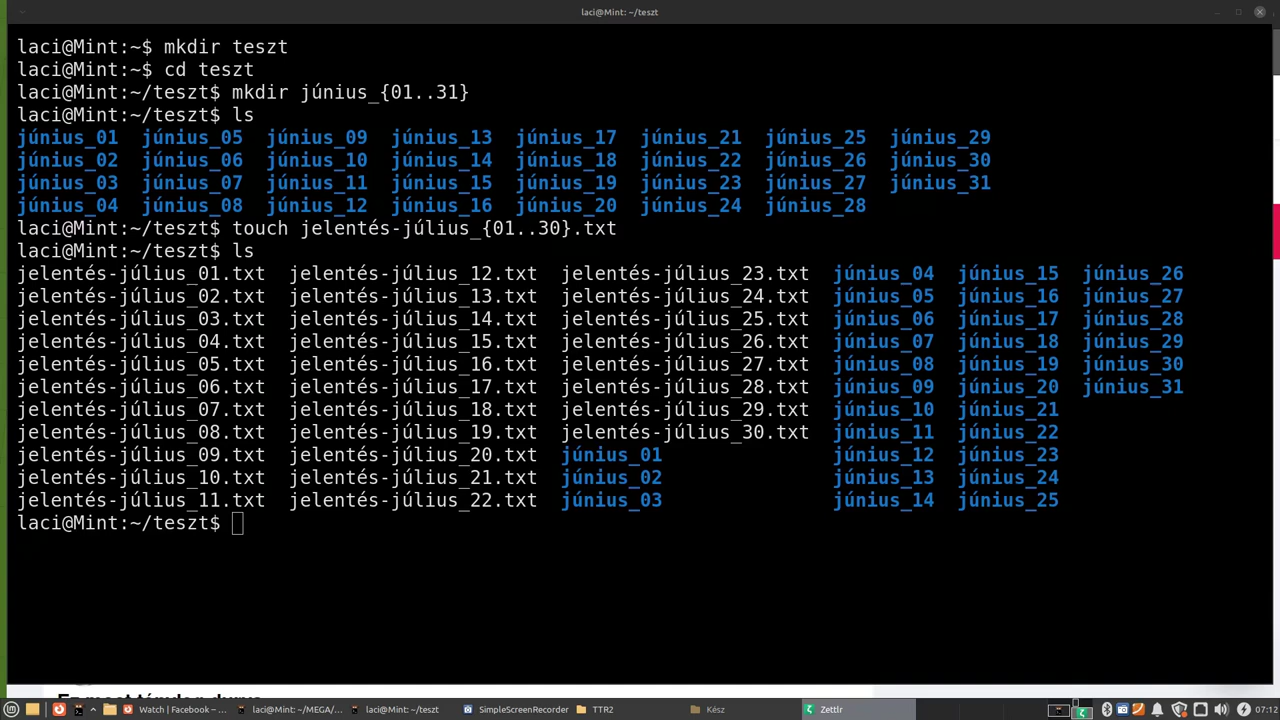 laci@Mint: ~/teszt
laci@Mint:~$ mkdir teszt
laci@Mint:~$ cd teszt
laci@Mint:~/teszt$ mkdir június_{01..31}
laci@Mint:~/teszt$ ls
június_01 június_05 június_09 június_13 június_17 június_21 június_25 június_29
június_02 június_06 június_10 június_14 június_18 június_22 június_26 június_30
június_03 június_07 június_11 június_15 június_19 június_23 június_27 június_31
június_04 június_08 június_12 június_16 június_20 június_24 június_28
laci@Mint:~/teszt$ touch jelentés-július_{01..30}.txt
laci@Mint:~/teszt$ ls
jelentés-július_01.txt jelentés-július_12.txt jelentés-július_23.txt június_04 június_15 június_26
jelentés-július_02.txt jelentés-július_13.txt jelentés-július_24.txt június_05 június_16 június_27
jelentés-július_03.txt jelentés-július_14.txt jelentés-július_25.txt június_06 június_17 június_28
jelentés-július_04.txt jelentés-július_15.txt jelentés-július_26.txt június_07 június_18 június_29
jelentés-július_05.txt jelentés-július_16.txt jelentés-július_27.txt június_08 június_19 június_30
jelentés-július_06.txt jelentés-július_17.txt jelentés-július_28.txt június_09 június_20 június_31
jelentés-július_07.txt jelentés-július_18.txt jelentés-július_29.txt június_10 június_21
jelentés-július_08.txt jelentés-július_19.txt jelentés-július_30.txt június_11 június_22
jelentés-július_09.txt jelentés-július_20.txt június_01 június_12 június_23
jelentés-július_10.txt jelentés-július_21.txt június_02 június_13 június_24
jelentés-július_11.txt jelentés-július_22.txt június_03 június_14 június_25
laci@Mint:~/teszt$
Watch | Facebook – ... laci@Mint: ~/MEGA/... laci@Mint: ~/teszt SimpleScreenRecorder TTR2 Kész Zettlr 07:12